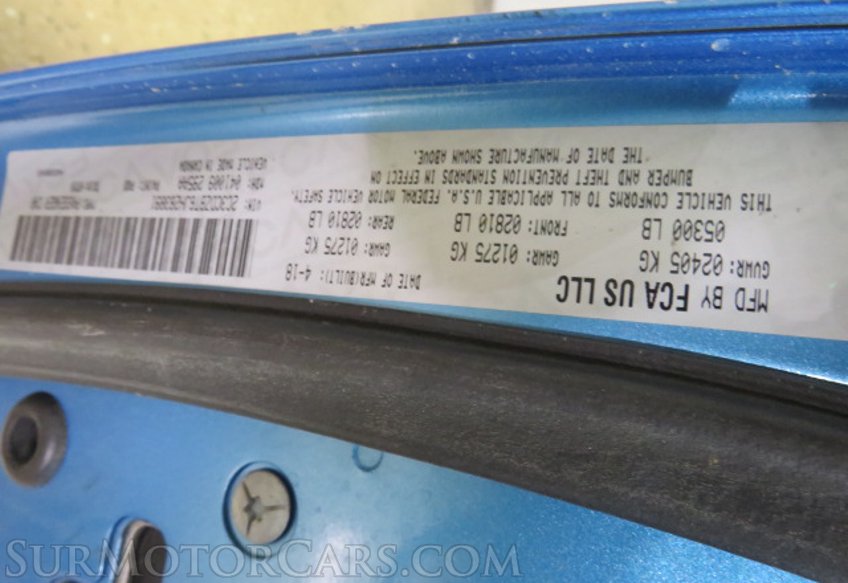 MFD BY FCA US LLC
DATE OF MFR(BUILT): 4-18
GVWR: 02405 KG
05300 LB
GAWR: 01275 KG
FRONT: 02810 LB
GAWR: 01275 KG
REAR: 02810 LB
THIS VEHICLE CONFORMS TO ALL APPLICABLE U.S.A. FEDERAL MOTOR VEHICLE SAFETY,
BUMPER AND THEFT PREVENTION STANDARDS IN EFFECT ON
THE DATE OF MANUFACTURE SHOWN ABOVE.
VIN:
MDH: 041009
VEHICLE MADE IN CANADA
SURMOTORCARS.COM